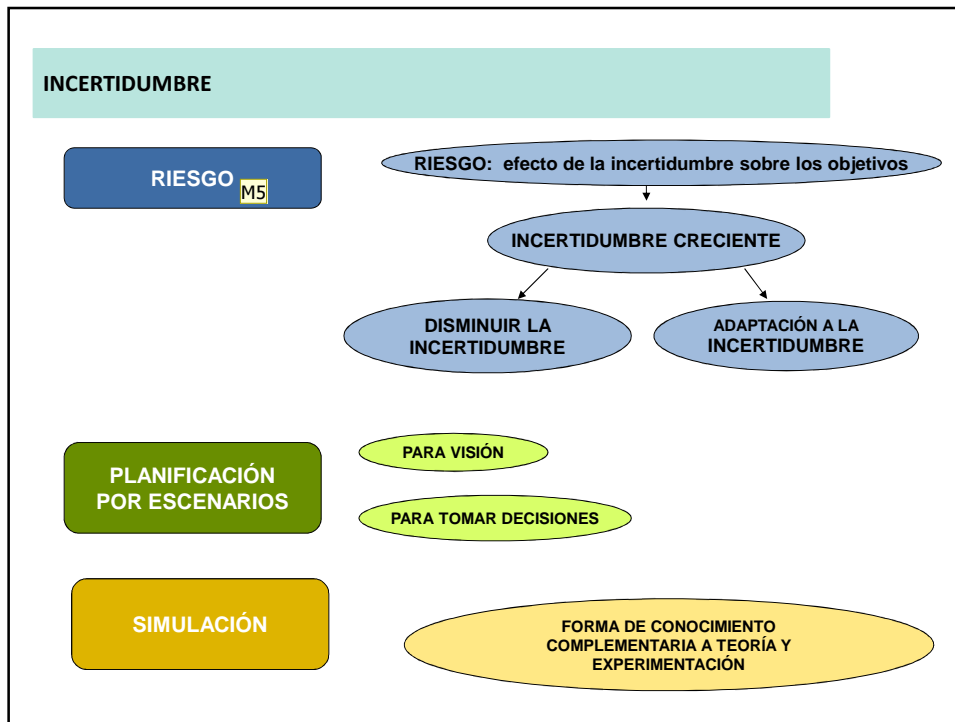 INCERTIDUMBRE
RIESGO
M5
RIESGO: efecto de la incertidumbre sobre los objetivos
INCERTIDUMBRE CRECIENTE
DISMINUIR LA
INCERTIDUMBRE
ADAPTACIÓN A LA
INCERTIDUMBRE
PLANIFICACIÓN
POR ESCENARIOS
PARA VISIÓN
PARA TOMAR DECISIONES
SIMULACIÓN
FORMA DE CONOCIMIENTO
COMPLEMENTARIA A TEORÍA Y
EXPERIMENTACIÓN